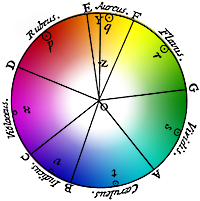 E
Aureus.
F
Rubeus.
y
q
Flavus.
p
r
D
z
G
O
Violaceus.
x
s
Viridis.
Indicus.
v
t
C
B
Cæruleus.
A